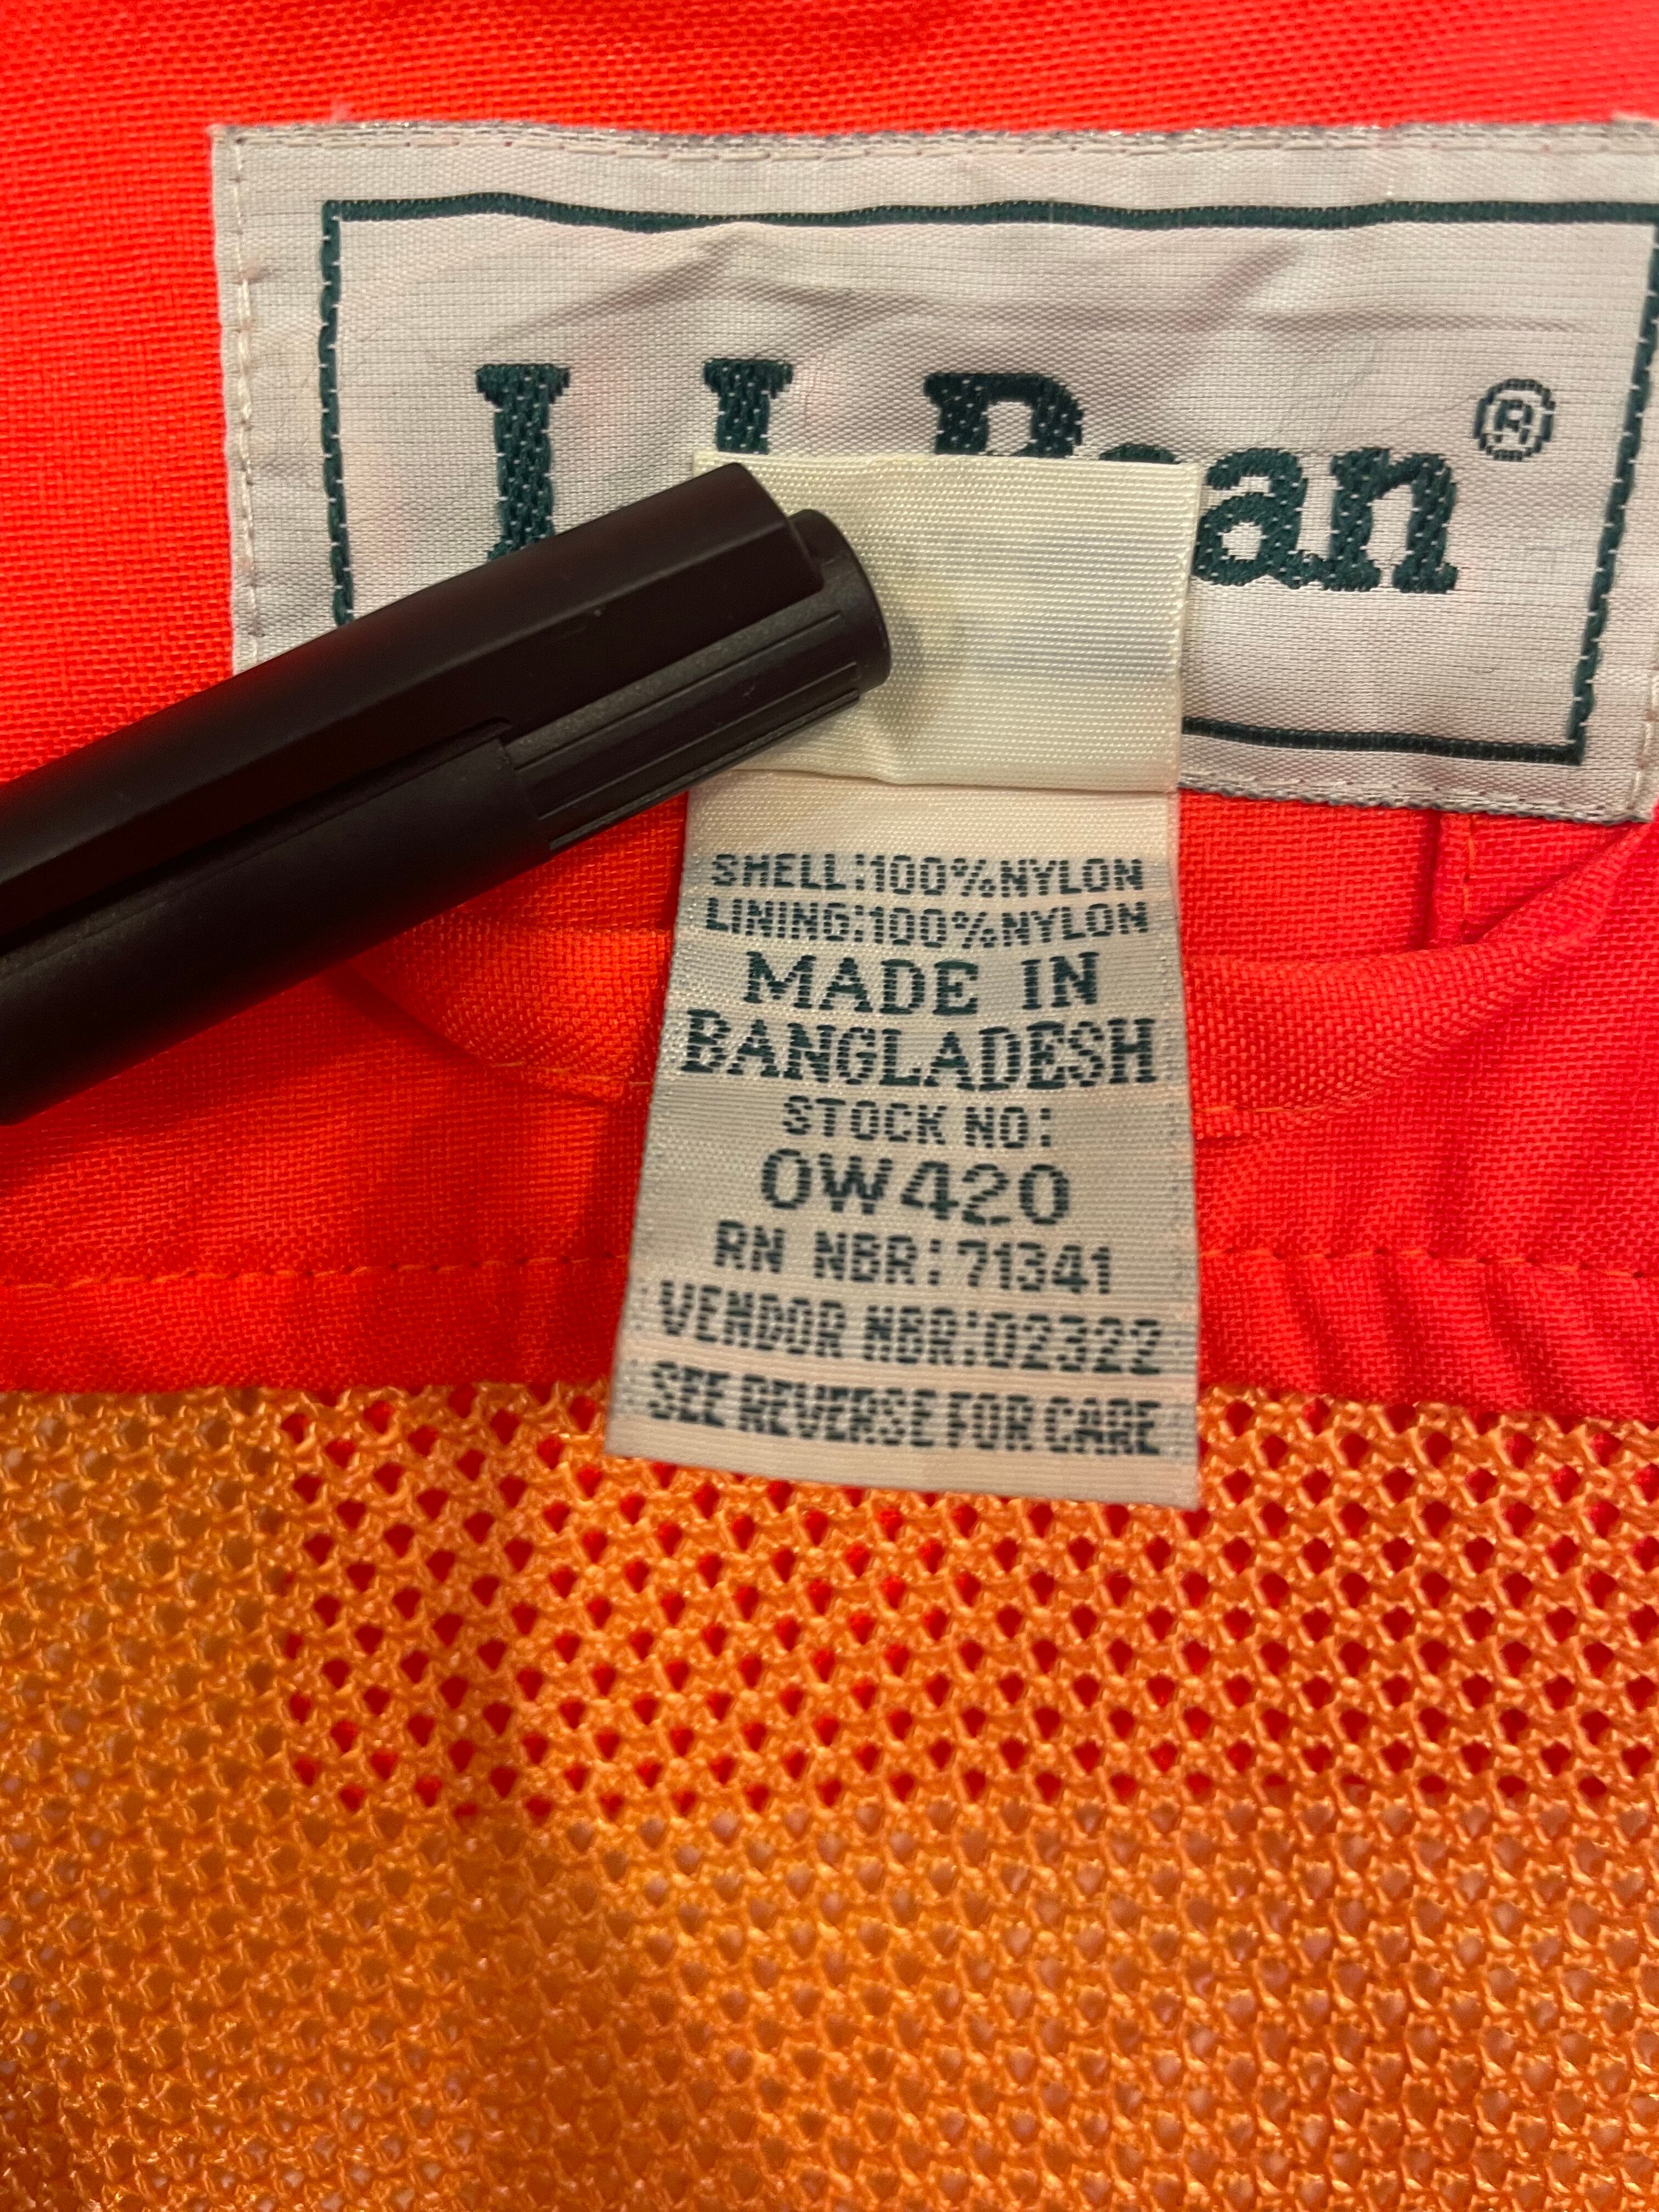 L.L.Bean®
SHELL:100%NYLON
LINING:100%NYLON
MADE IN
BANGLADESH
STOCK NO:
0W420
RN NBR:71341
VENDOR NBR:02322
SEE REVERSE FOR CARE